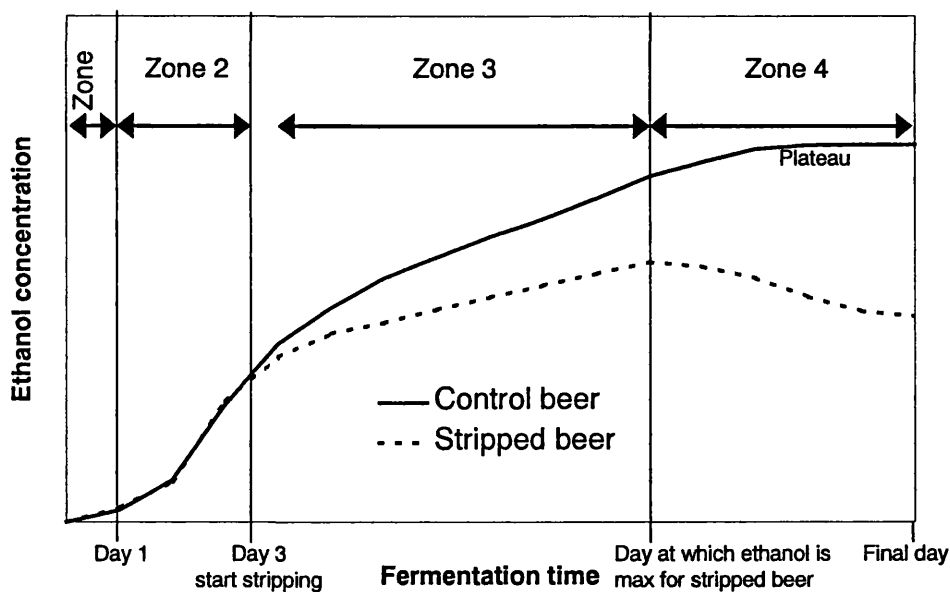 Zone
Zone 2
Zone 3
Zone 4
Plateau
Ethanol concentration
Control beer
Stripped beer
Day 1
Day 3
start stripping
Fermentation time
Day at which ethanol is
max for stripped beer
Final day